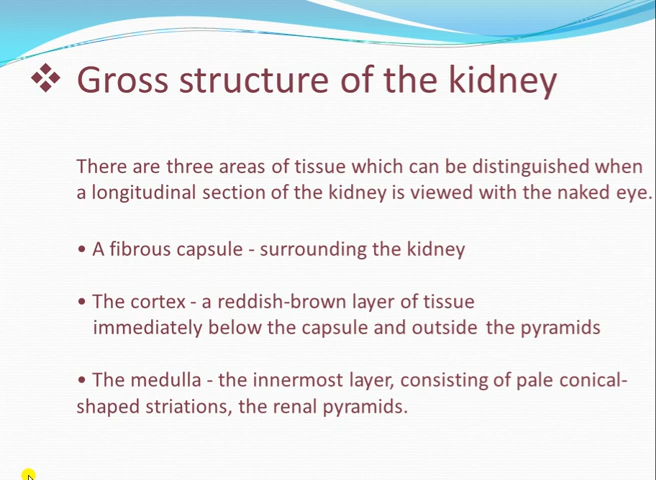 ❖ Gross structure of the kidney
There are three areas of tissue which can be distinguished when
a longitudinal section of the kidney is viewed with the naked eye.
• A fibrous capsule - surrounding the kidney
• The cortex - a reddish-brown layer of tissue
immediately below the capsule and outside the pyramids
• The medulla - the innermost layer, consisting of pale conical-
shaped striations, the renal pyramids.